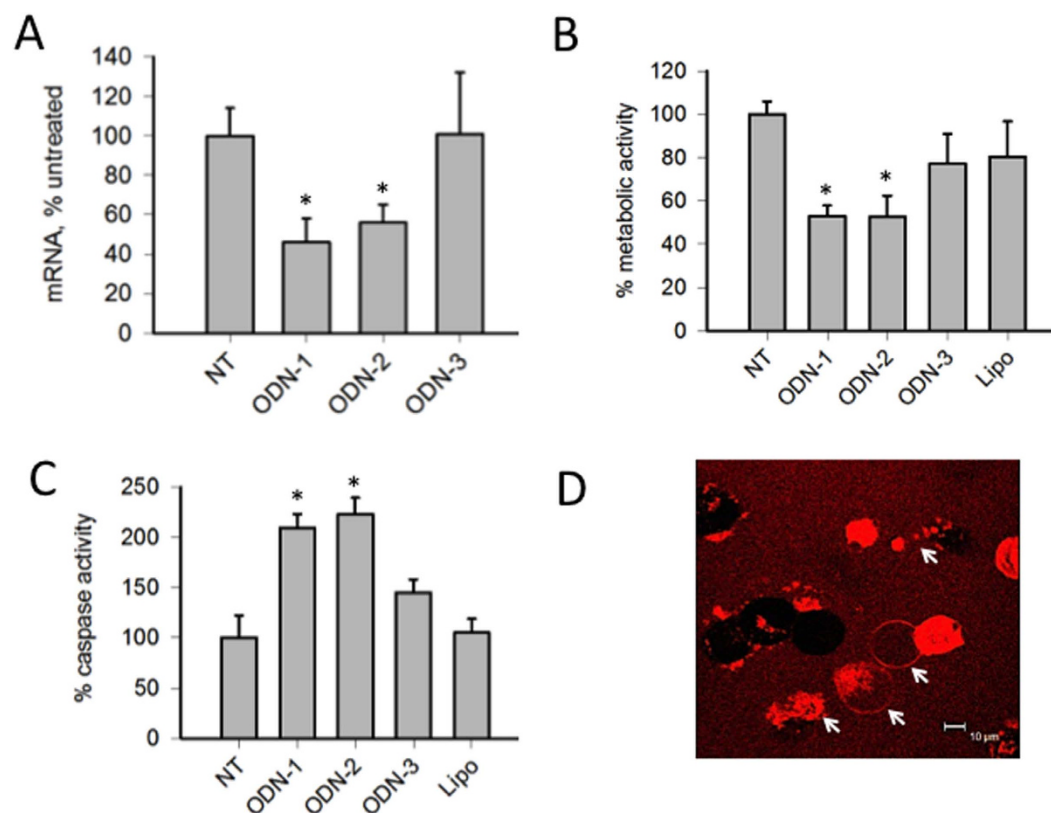 A
mRNA, % untreated
140
120
100
80
60
40
20
0
*
*
NT
ODN-1
ODN-2
ODN-3
B
% metabolic activity
120
100
80
60
40
20
0
*
*
NT
ODN-1
ODN-2
ODN-3
Lipo
C
% caspase activity
250
200
150
100
50
0
*
*
NT
ODN-1
ODN-2
ODN-3
Lipo
D
10 µm